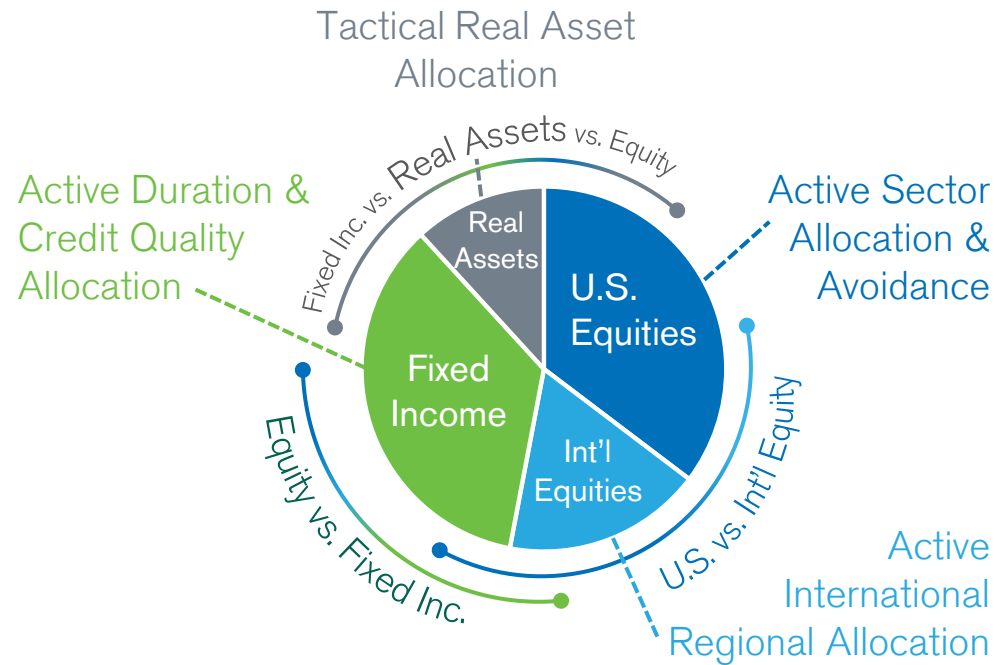 Tactical Real Asset
Allocation
Fixed Inc. vs. Real Assets vs. Equity
Active Duration &
Credit Quality
Allocation
Active Sector
Allocation &
Avoidance
Real
Assets
U.S.
Equities
Fixed
Income
Int'l
Equities
Equity vs. Fixed Inc.
U.S. vs. Int'l Equity
Active
International
Regional Allocation